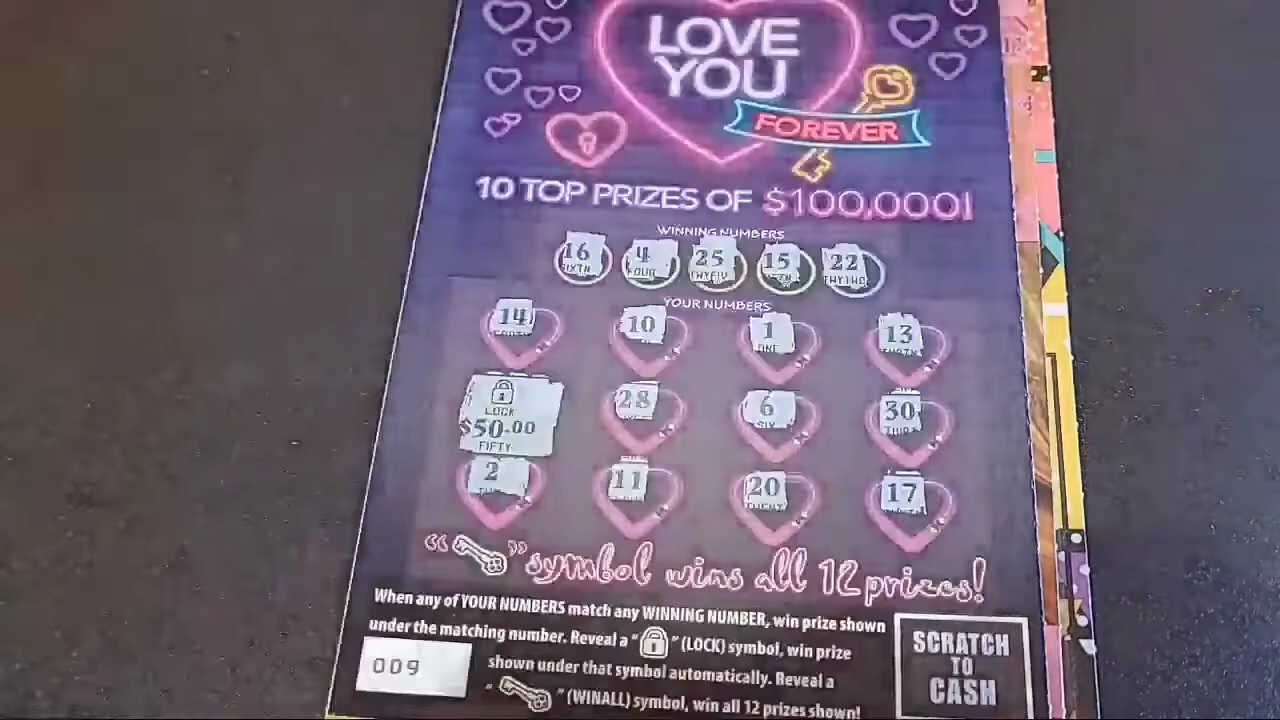 LOVE
YOU
FOREVER
10 TOP PRIZES OF $100,000!
WINNING NUMBERS
16 4 25 15 22
FOUR
YOUR NUMBERS
14 10 1 13
ONE
LOCK
$50.00
FIFTY
28 6 30
SIX
2 11 20 17
“ ” symbol wins all 12 prizes!
When any of YOUR NUMBERS match any WINNING NUMBER, win prize shown
under the matching number. Reveal a “ ” (LOCK) symbol, win prize
shown under that symbol automatically. Reveal a
“ ” (WINALL) symbol, win all 12 prizes shown!
009
SCRATCH
TO
CASH